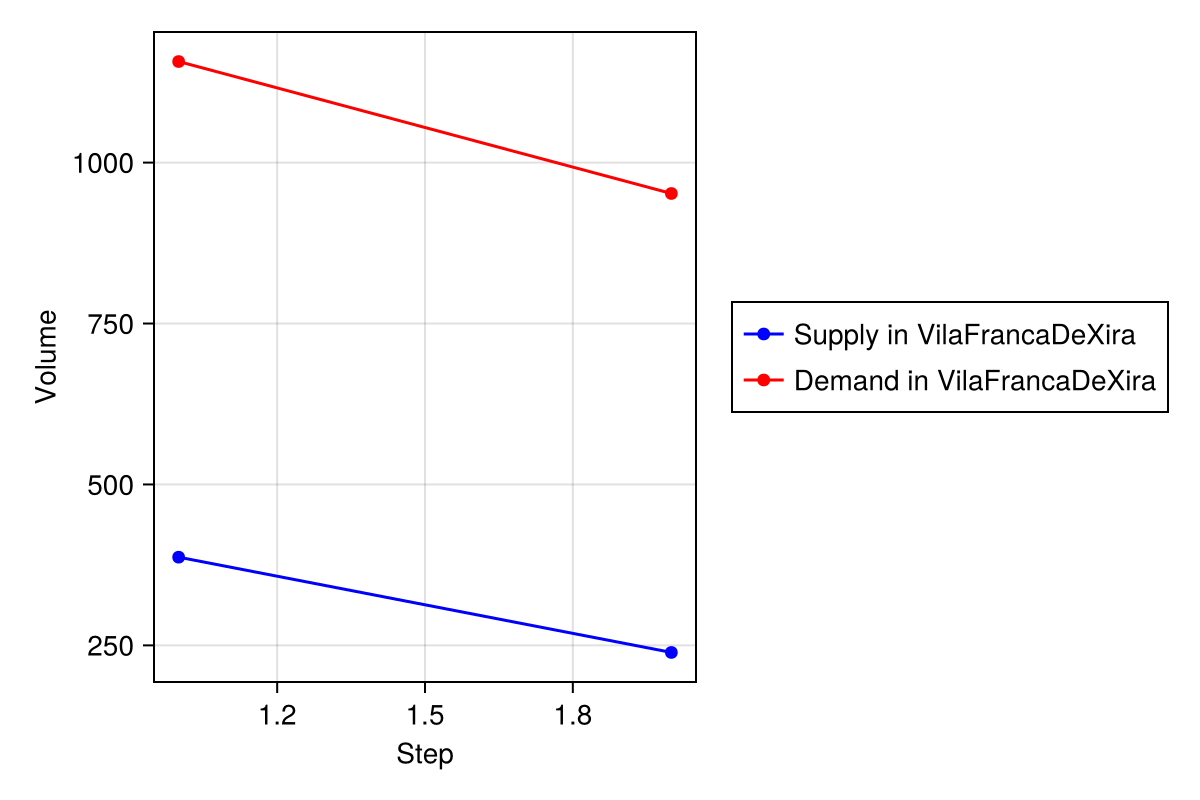 1000
750
500
250
Volume
1.2 1.5 1.8
Step
Supply in VilaFrancaDeXira
Demand in VilaFrancaDeXira